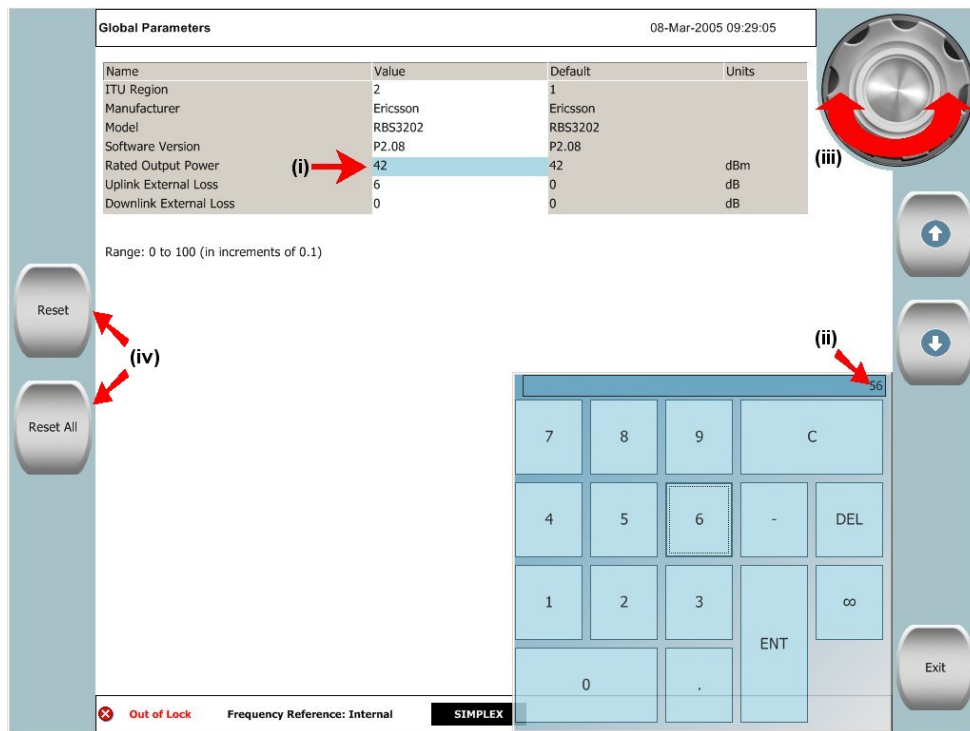 Global Parameters 08-Mar-2005 09:29:05
Name Value Default Units
ITU Region 2 1
Manufacturer Ericsson Ericsson
Model RBS3202 RBS3202
Software Version P2.08 P2.08
Rated Output Power (i) 42 42 dBm
Uplink External Loss 6 0 dB
Downlink External Loss 0 0 dB
(iii)
Range: 0 to 100 (in increments of 0.1)
Reset
(iv)
Reset All
(ii)
56
7 8 9 C
4 5 6 - DEL
1 2 3 ∞
ENT
0 .
Exit
Out of Lock Frequency Reference: Internal SIMPLEX